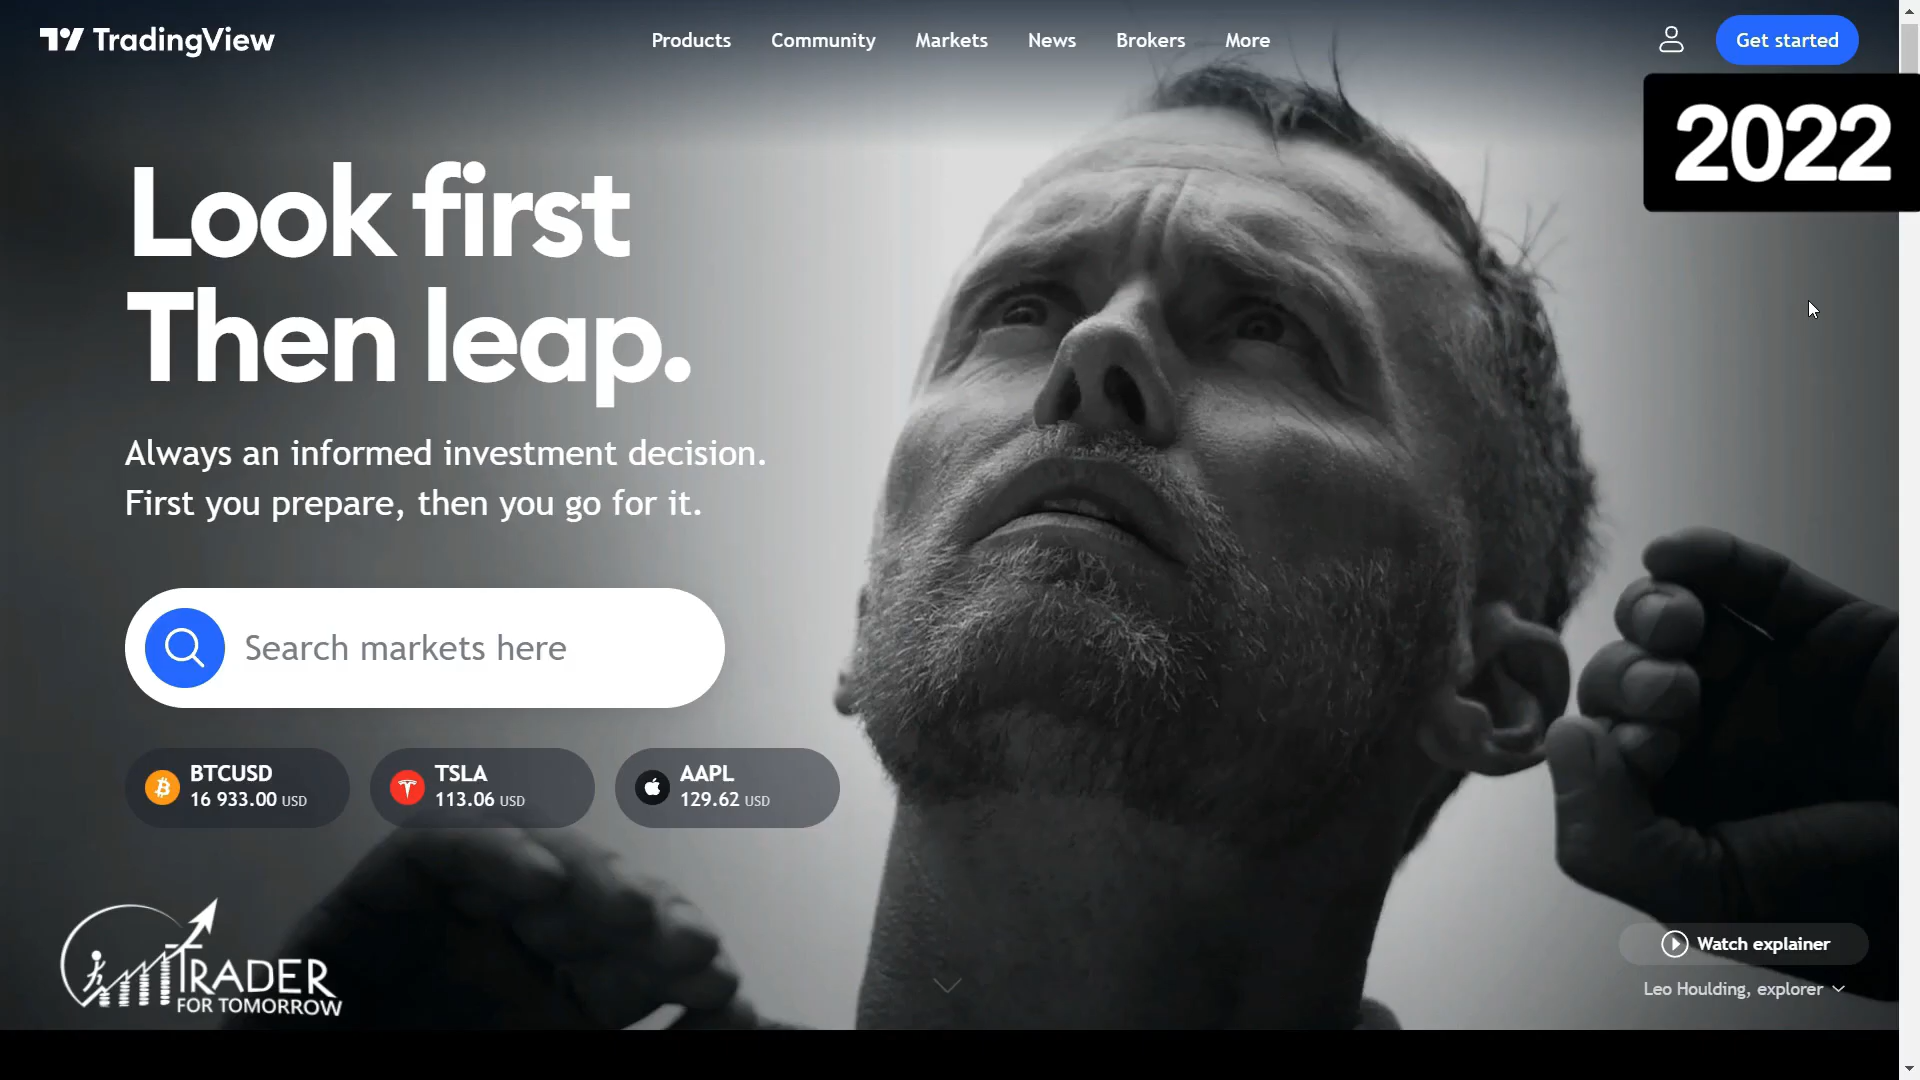 TradingView
Products Community Markets News Brokers More
Get started
2022
Look first
Then leap.
Always an informed investment decision.
First you prepare, then you go for it.
Search markets here
BTCUSD
16 933.00 USD
TSLA
113.06 USD
AAPL
129.62 USD
TRADER
FOR TOMORROW
Watch explainer
Leo Houlding, explorer